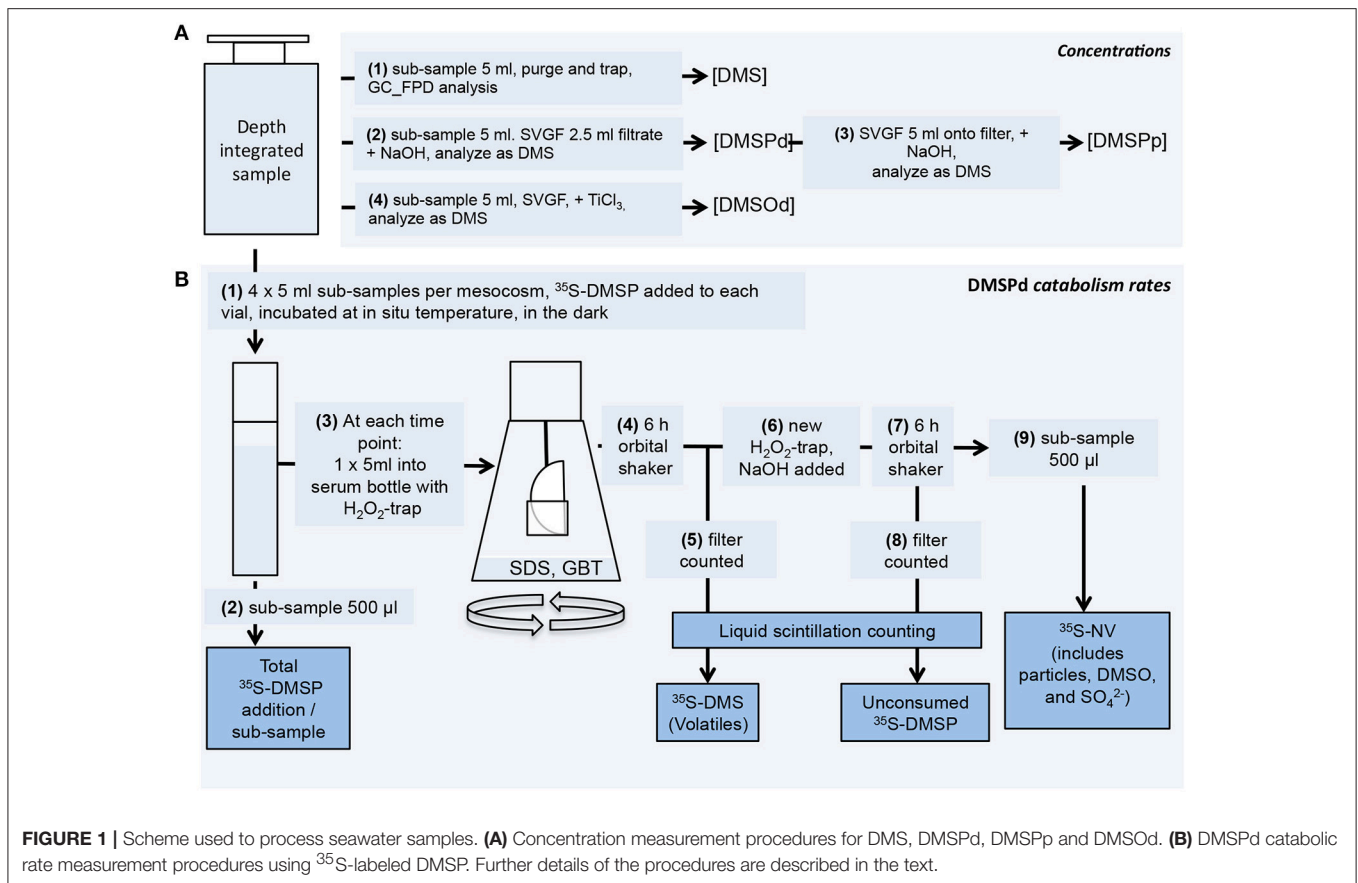 A
Depth
integrated
sample
Concentrations
(1) sub-sample 5 ml, purge and trap,
GC_FPD analysis
[DMS]
(2) sub-sample 5 ml. SVGF 2.5 ml filtrate
+ NaOH, analyze as DMS
[DMSPd]
(3) SVGF 5 ml onto filter, +
NaOH,
analyze as DMS
[DMSPp]
(4) sub-sample 5 ml, SVGF, + TiCl₃,
analyze as DMS
[DMSOd]
B
(1) 4 x 5 ml sub-samples per mesocosm, ³⁵S-DMSP added to each
vial, incubated at in situ temperature, in the dark
DMSPd catabolism rates
(2) sub-sample 500 µl
Total
³⁵S-DMSP
addition /
sub-sample
(3) At each time
point:
1 x 5ml into
serum bottle with
H₂O₂-trap
SDS, GBT
(4) 6 h
orbital
shaker
(5) filter
counted
(6) new
H₂O₂-trap,
NaOH added
(7) 6 h
orbital
shaker
(8) filter
counted
(9) sub-sample
500 µl
Liquid scintillation counting
³⁵S-DMS
(Volatiles)
Unconsumed
³⁵S-DMSP
³⁵S-NV
(includes
particles, DMSO,
and SO₄²⁻)
FIGURE 1 | Scheme used to process seawater samples. (A) Concentration measurement procedures for DMS, DMSPd, DMSPp and DMSOd. (B) DMSPd catabolic
rate measurement procedures using ³⁵S-labeled DMSP. Further details of the procedures are described in the text.